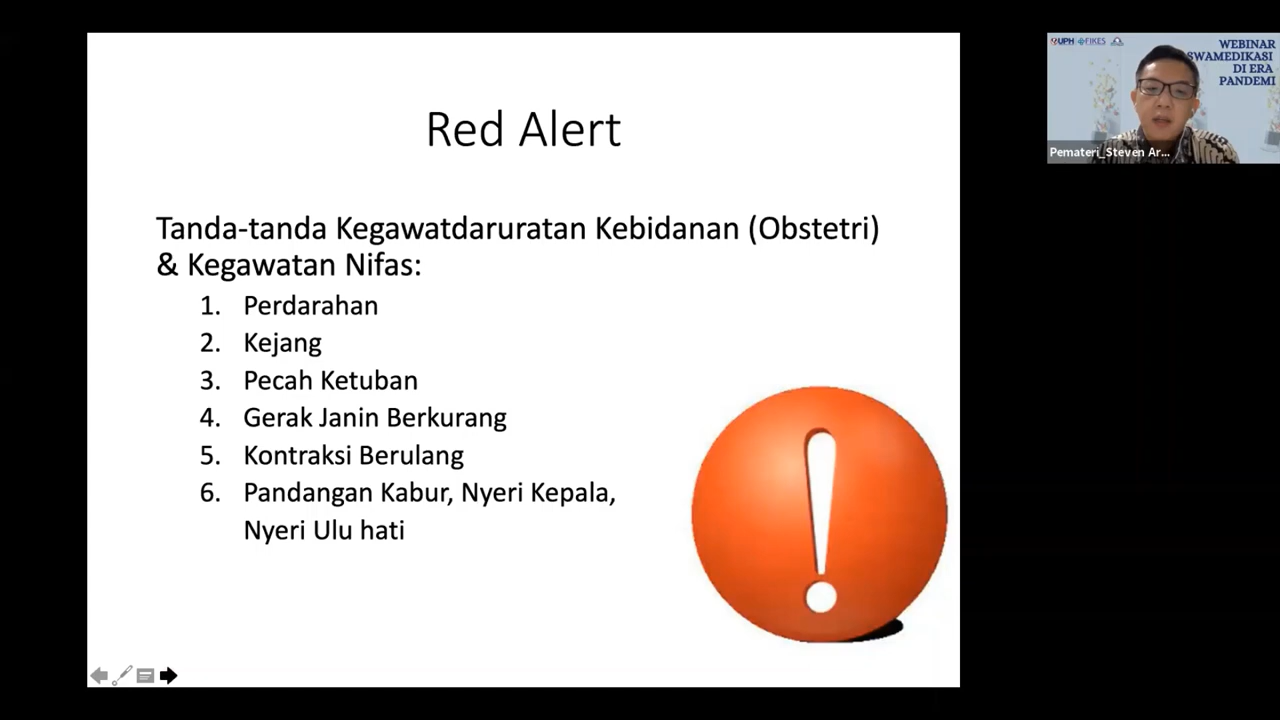 Red Alert
Tanda-tanda Kegawatdaruratan Kebidanan (Obstetri)
& Kegawatan Nifas:
1. Perdarahan
2. Kejang
3. Pecah Ketuban
4. Gerak Janin Berkurang
5. Kontraksi Berulang
6. Pandangan Kabur, Nyeri Kepala,
Nyeri Ulu hati
UPH FIKES
WEBINAR
SWAMEDIKASI
DI ERA
PANDEMI
Pemateri_Steven Ar...